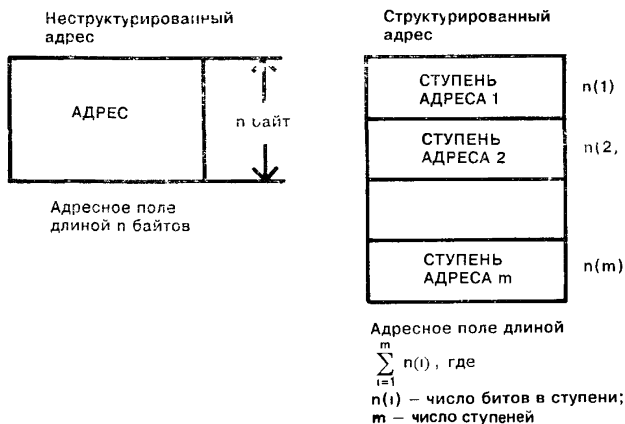 Неструктурированный
адрес
АДРЕС
n байт
Адресное поле
длиной n байтов
Структурированный
адрес
СТУПЕНЬ
АДРЕСА 1
n(1)
СТУПЕНЬ
АДРЕСА 2
n(2,
СТУПЕНЬ
АДРЕСА m
n(m)
Адресное поле длиной
m
∑ n(i), где
i=1
n(i) – число битов в ступени;
m – число ступеней